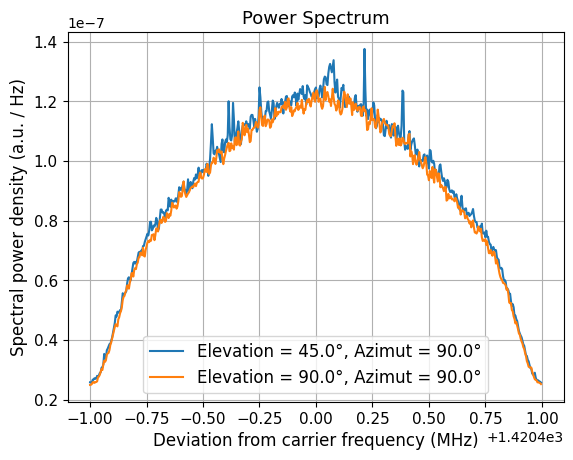 Power Spectrum
1e−7
Spectral power density (a.u. / Hz)
1.4
1.2
1.0
0.8
0.6
0.4
0.2
Elevation = 45.0°, Azimut = 90.0°
Elevation = 90.0°, Azimut = 90.0°
−1.00 −0.75 −0.50 −0.25 0.00 0.25 0.50 0.75 1.00
Deviation from carrier frequency (MHz) +1.4204e3